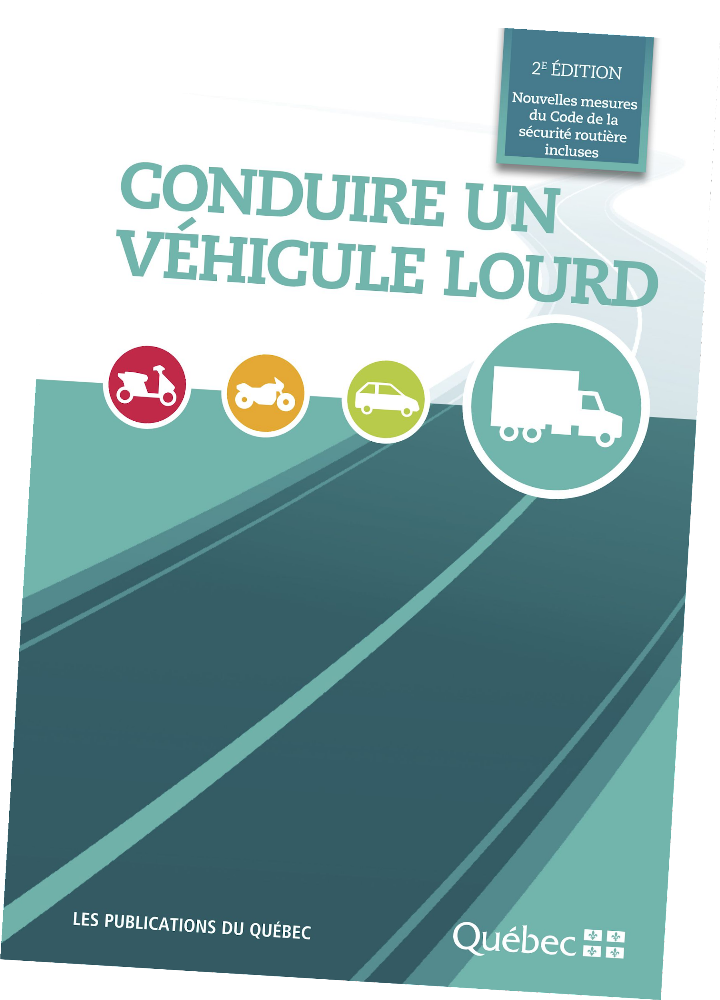 2E ÉDITION
Nouvelles mesures
du Code de la
sécurité routière
incluses
CONDUIRE UN
VÉHICULE LOURD
LES PUBLICATIONS DU QUÉBEC
Québec